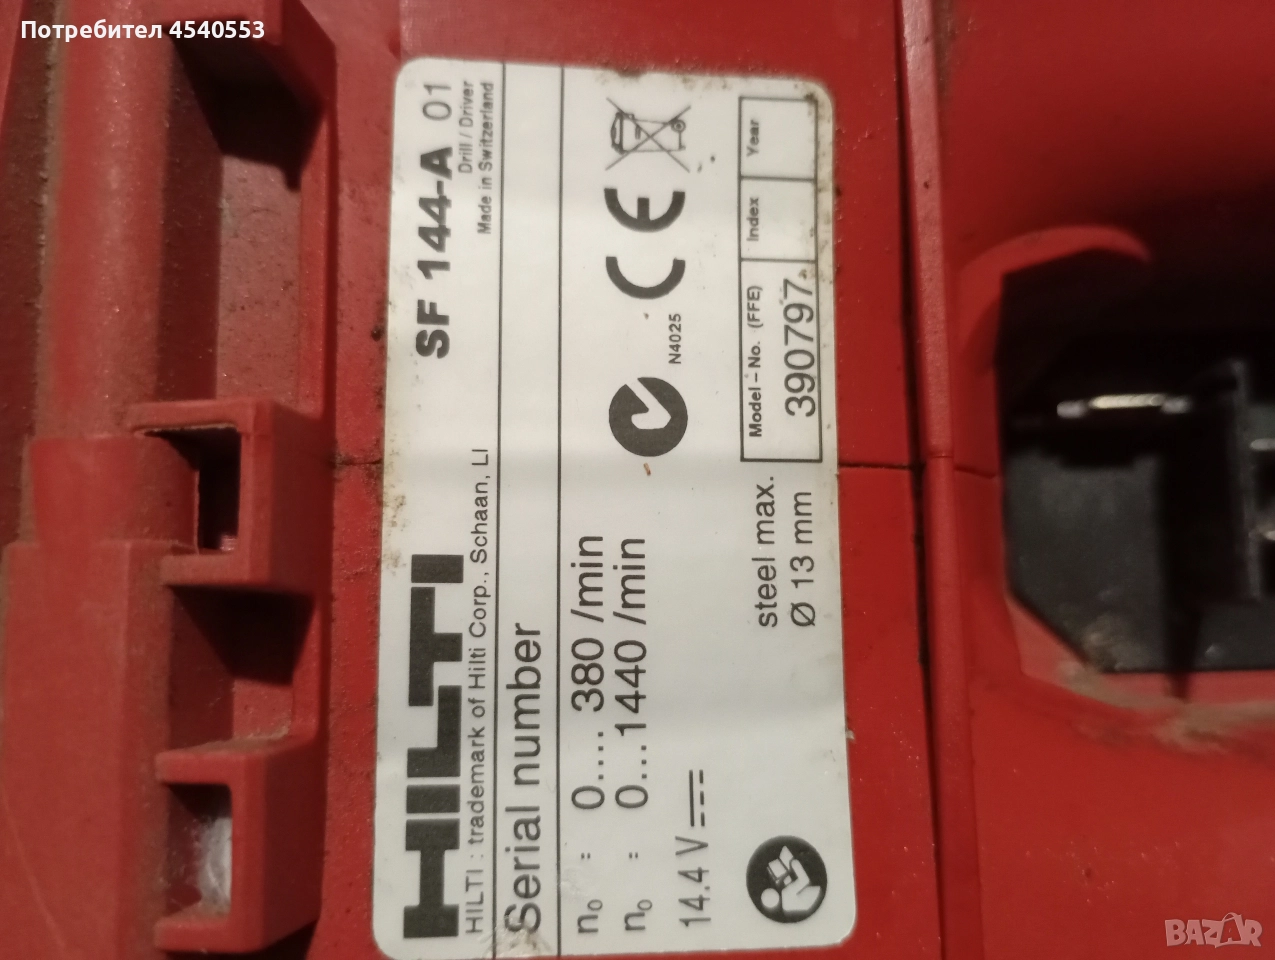 Потребител 4540553
HILTI
SF 144-A 01
HILTI : trademark of Hilti Corp., Schaan, LI
Drill / Driver
Made in Switzerland
Serial number
n0 = 0.... 380 /min
n0 = 0...1440 /min
14.4 V
N4025
CE
steel max.
Ø 13 mm
Model-No. (FFE)
Index
Year
390797
BAZAR